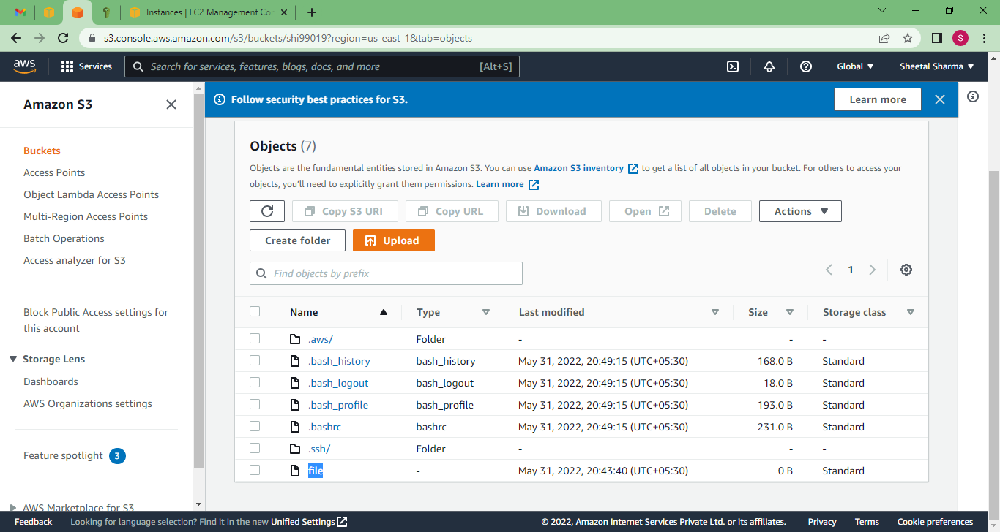 Instances | EC2 Management Con
s3.console.aws.amazon.com/s3/buckets/shi99019?region=us-east-1&tab=objects
S
aws
Services
Search for services, features, blogs, docs, and more
[Alt+S]
Global
Sheetal Sharma
Amazon S3
Buckets
Access Points
Object Lambda Access Points
Multi-Region Access Points
Batch Operations
Access analyzer for S3
Block Public Access settings for
this account
Storage Lens
Dashboards
AWS Organizations settings
Feature spotlight 3
AWS Marketplace for S3
Follow security best practices for S3.
Learn more
Objects (7)
Objects are the fundamental entities stored in Amazon S3. You can use Amazon S3 inventory to get a list of all objects in your bucket. For others to access your
objects, you'll need to explicitly grant them permissions. Learn more
Copy S3 URI
Copy URL
Download
Open
Delete
Actions
Create folder
Upload
Find objects by prefix
1
Name Type Last modified Size Storage class
.aws/ Folder - - -
.bash_history bash_history May 31, 2022, 20:49:15 (UTC+05:30) 168.0 B Standard
.bash_logout bash_logout May 31, 2022, 20:49:15 (UTC+05:30) 18.0 B Standard
.bash_profile bash_profile May 31, 2022, 20:49:15 (UTC+05:30) 193.0 B Standard
.bashrc bashrc May 31, 2022, 20:49:15 (UTC+05:30) 231.0 B Standard
.ssh/ Folder - - -
file - May 31, 2022, 20:43:40 (UTC+05:30) 0 B Standard
Feedback
Looking for language selection? Find it in the new Unified Settings
© 2022, Amazon Internet Services Private Ltd. or its affiliates.
Privacy
Terms
Cookie preferences